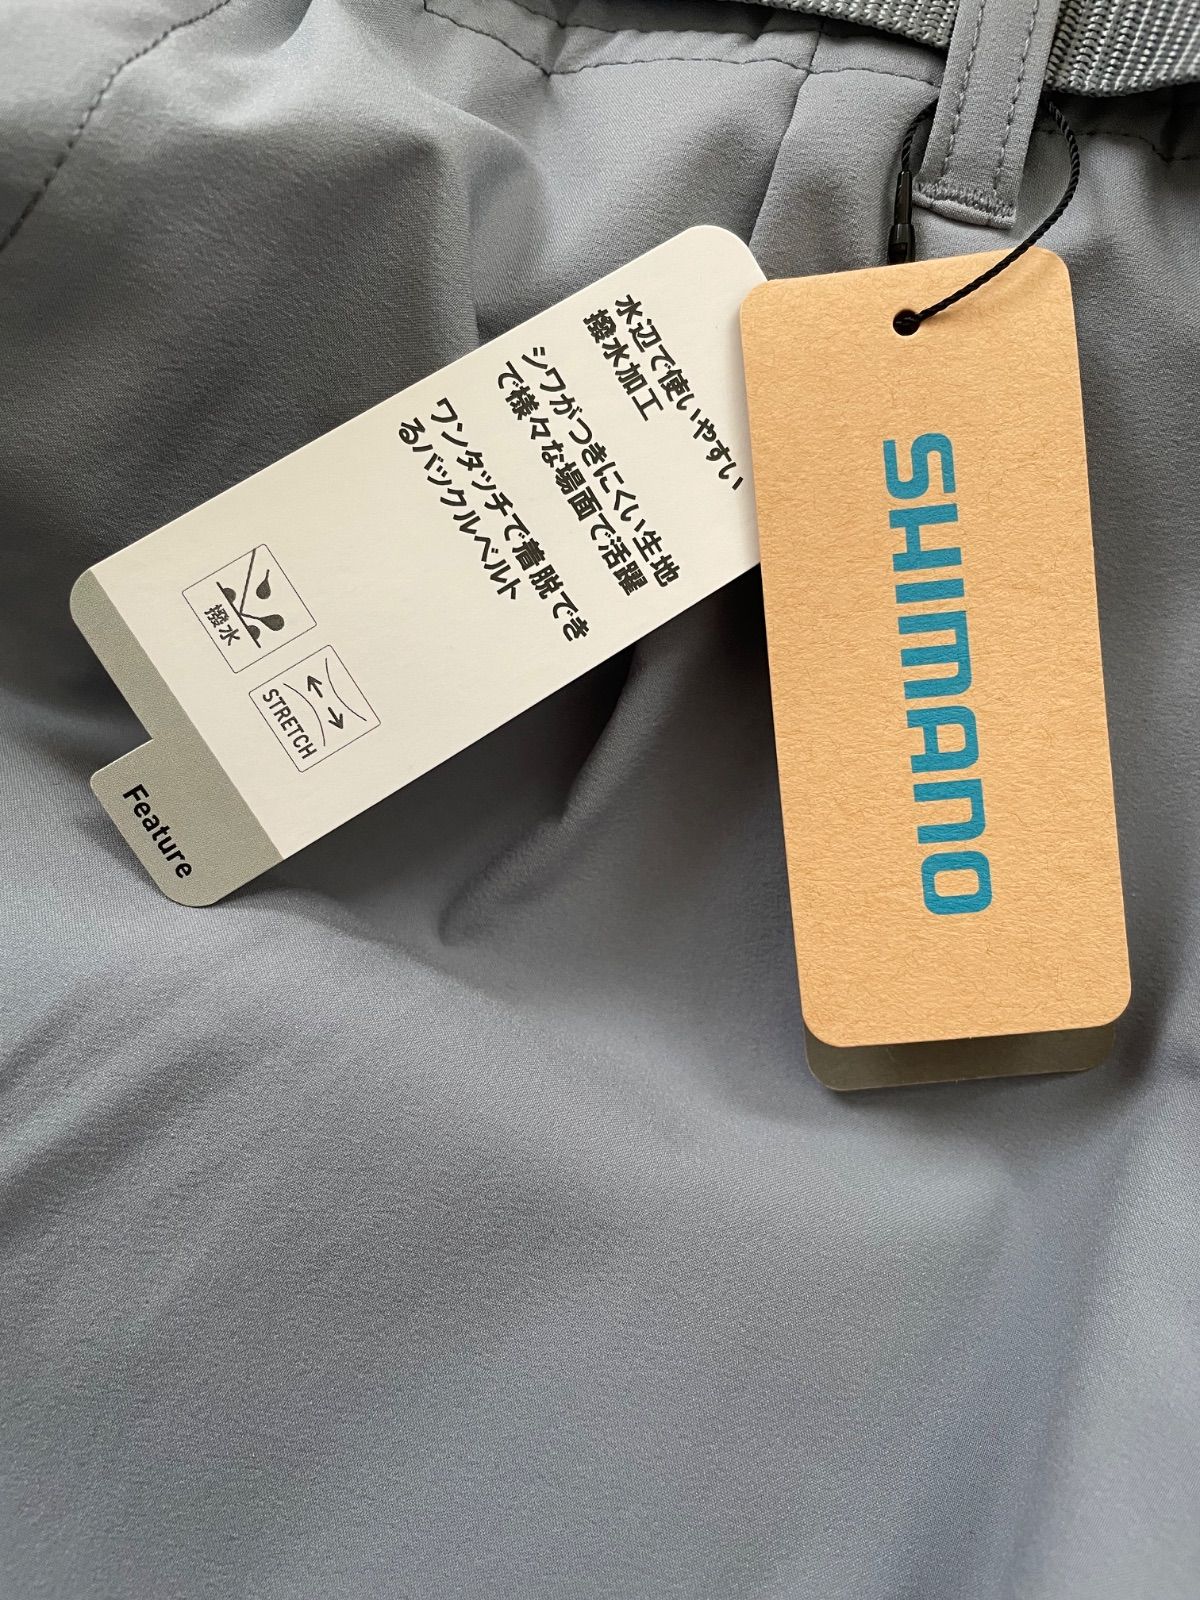 水辺で使いやすい
撥水加工
シワがつきにくい生地
で様々な場面で活躍
ワンタッチで着脱でき
るバックルベルト
撥水
STRETCH
Feature
SHIMANO